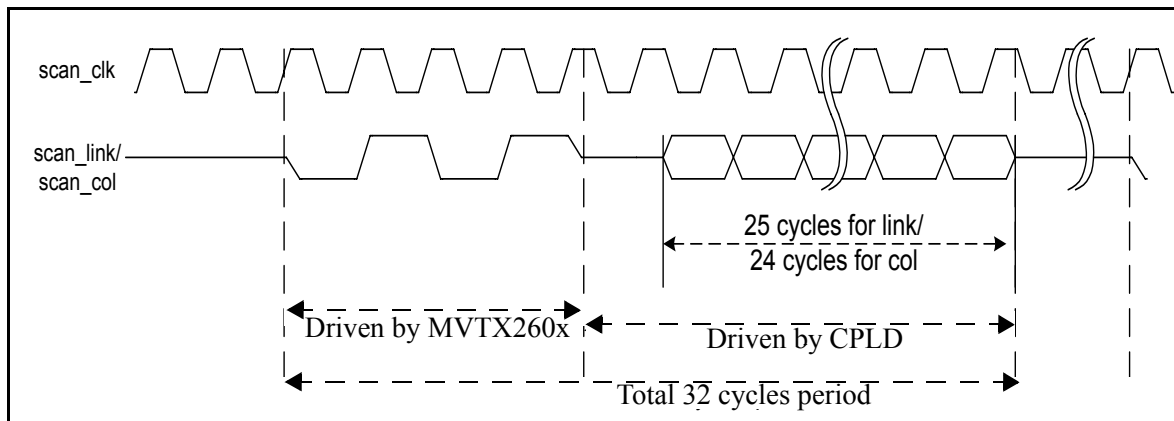 scan_clk
scan_link/
scan_col
25 cycles for link/
24 cycles for col
Driven by MVTX260x
Driven by CPLD
Total 32 cycles period